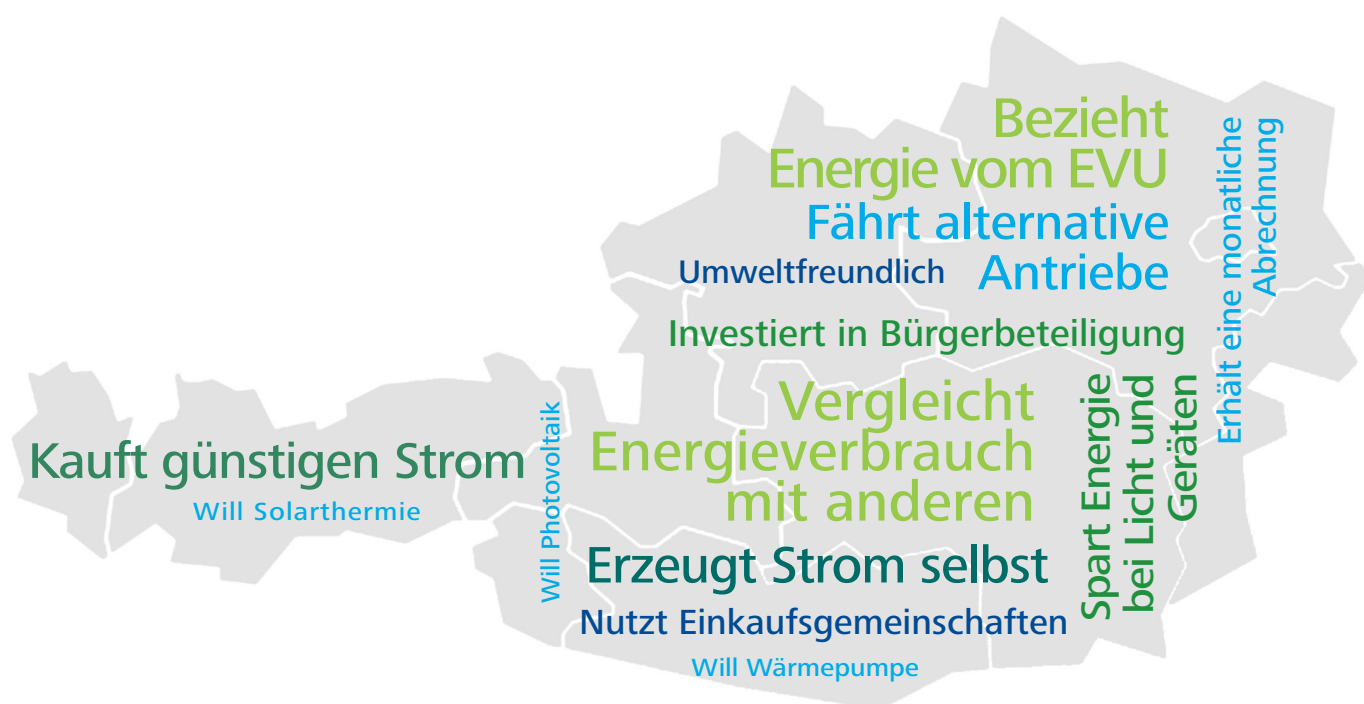 Bezieht
Energie vom EVU
Fährt alternative
Antriebe
Umweltfreundlich
Erhält eine monatliche
Abrechnung
Investiert in Bürgerbeteiligung
Vergleicht
Energieverbrauch
mit anderen
Spart Energie
bei Licht und
Geräten
Kauft günstigen Strom
Will Solarthermie
Will Photovoltaik
Erzeugt Strom selbst
Nutzt Einkaufsgemeinschaften
Will Wärmepumpe